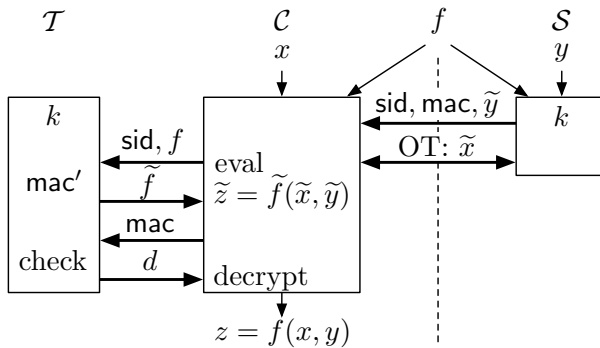 𝒯 𝒞 f 𝒮
x y
k sid, mac, ỹ k
sid, f OT: x̃
eval
mac′ f̃ z̃ = f̃(x̃, ỹ)
mac
check d decrypt
z = f(x, y)